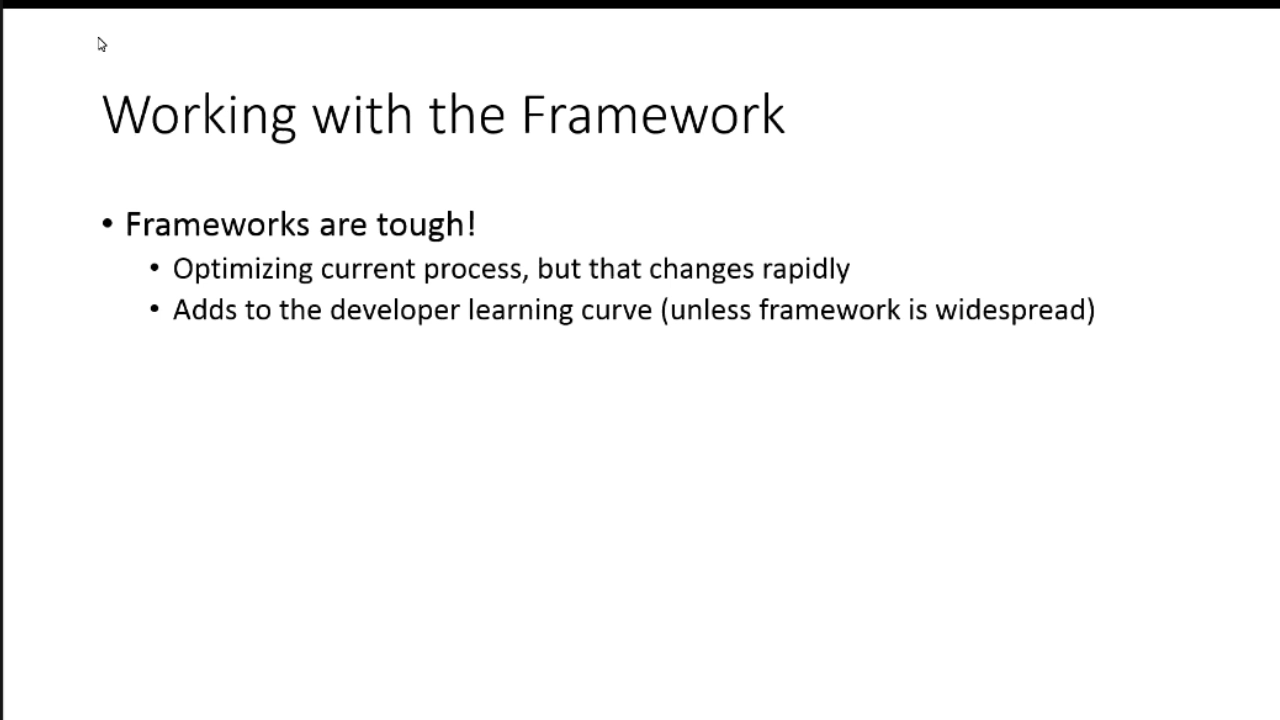 Working with the Framework
• Frameworks are tough!
• Optimizing current process, but that changes rapidly
• Adds to the developer learning curve (unless framework is widespread)